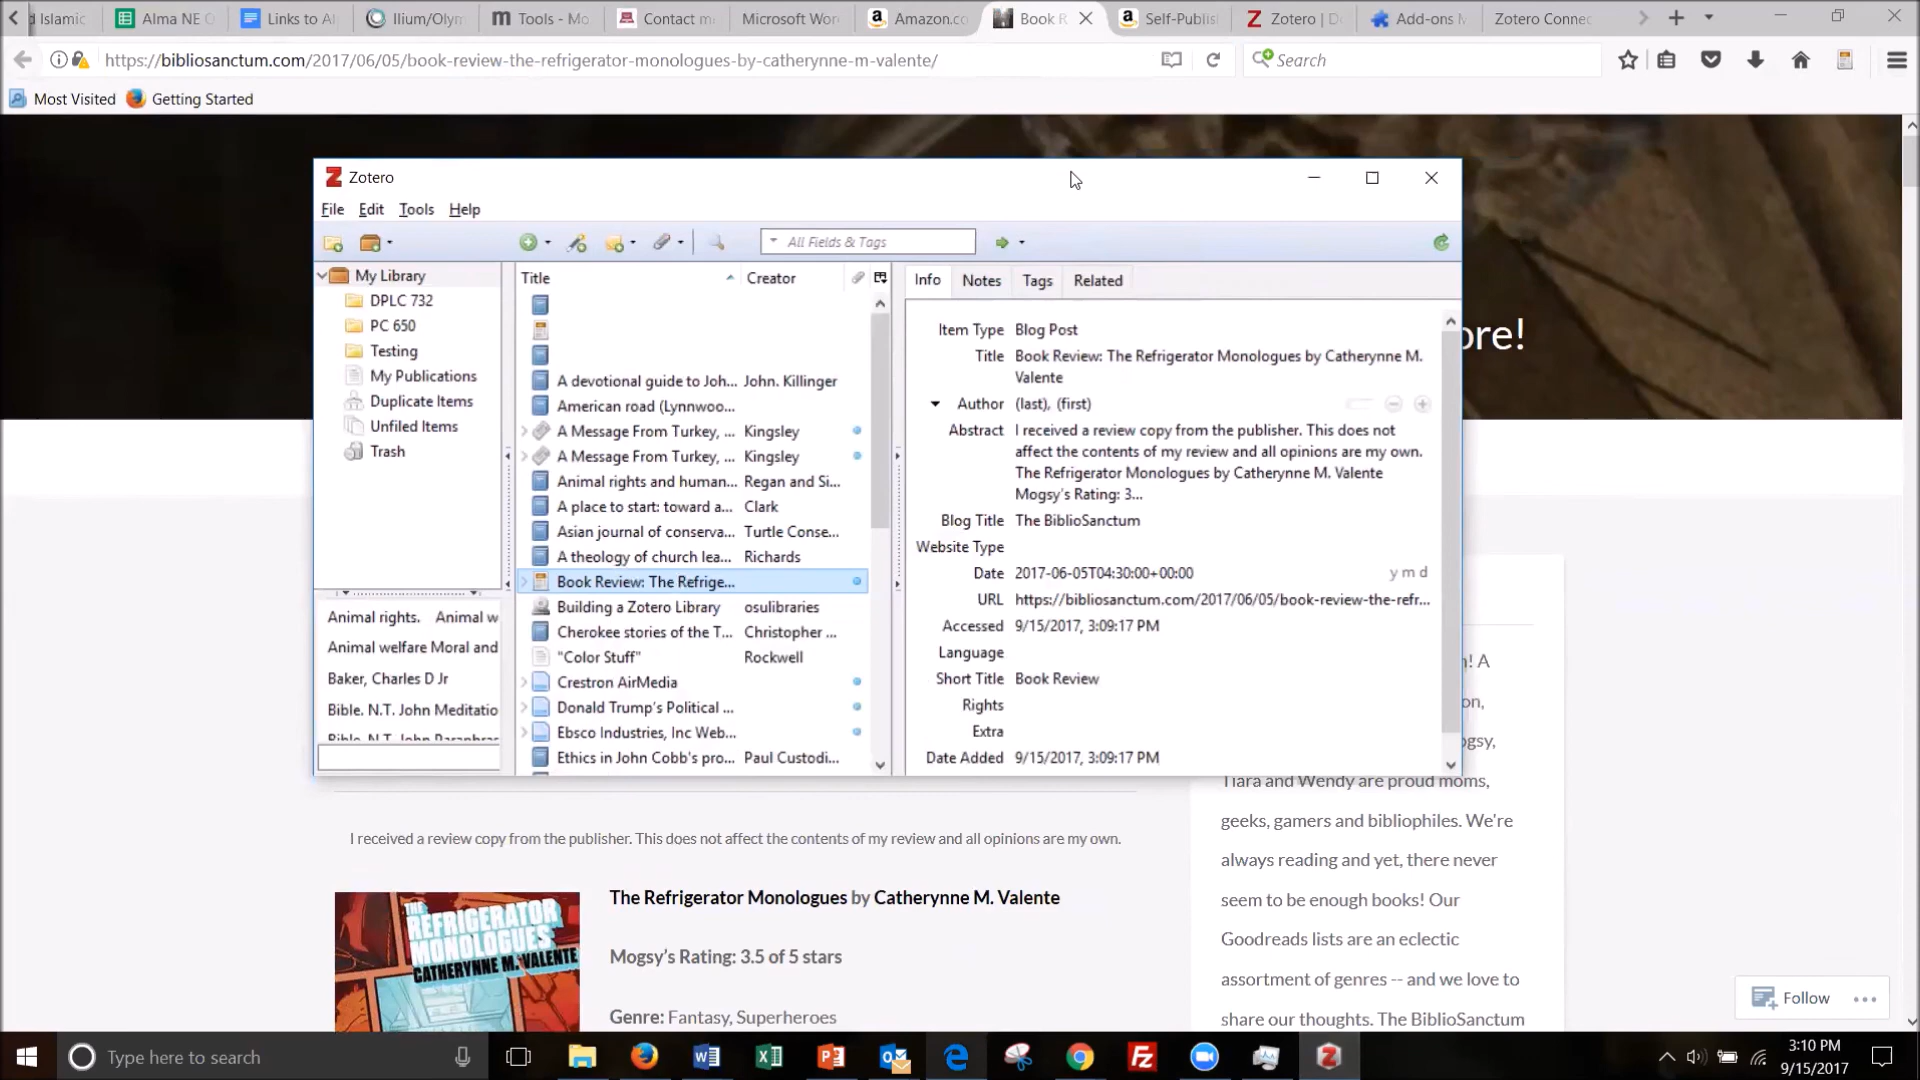 d Islamic
Alma NE O
Links to Al
Ilium/Olym
Tools - Mo
Contact m
Microsoft Wor
Amazon.co
Book R
Self-Publis
Zotero | D
Add-ons M
Zotero Connec
https://bibliosanctum.com/2017/06/05/book-review-the-refrigerator-monologues-by-catherynne-m-valente/
Search
Most Visited
Getting Started
ore!
Zotero
File Edit Tools Help
All Fields & Tags
My Library
DPLC 732
PC 650
Testing
My Publications
Duplicate Items
Unfiled Items
Trash
Animal rights. Animal w
Animal welfare Moral and
Baker, Charles D Jr
Bible. N.T. John Meditatio
Bible. N.T. John Paraphras
Title Creator
A devotional guide to Joh... John. Killinger
American road (Lynnwoo...
A Message From Turkey, ... Kingsley
A Message From Turkey, ... Kingsley
Animal rights and human... Regan and Si...
A place to start: toward a... Clark
Asian journal of conserva... Turtle Conse...
A theology of church lea... Richards
Book Review: The Refrige...
Building a Zotero Library osulibraries
Cherokee stories of the T... Christopher ...
"Color Stuff" Rockwell
Crestron AirMedia
Donald Trump's Political ...
Ebsco Industries, Inc Web...
Ethics in John Cobb's pro... Paul Custodi...
Info Notes Tags Related
Item Type Blog Post
Title Book Review: The Refrigerator Monologues by Catherynne M.
Valente
Author (last), (first)
Abstract I received a review copy from the publisher. This does not
affect the contents of my review and all opinions are my own.
The Refrigerator Monologues by Catherynne M. Valente
Mogsy's Rating: 3...
Blog Title The BiblioSanctum
Website Type
Date 2017-06-05T04:30:00+00:00 y m d
URL https://bibliosanctum.com/2017/06/05/book-review-the-refr...
Accessed 9/15/2017, 3:09:17 PM
Language
Short Title Book Review
Rights
Extra
Date Added 9/15/2017, 3:09:17 PM
I received a review copy from the publisher. This does not affect the contents of my review and all opinions are my own.
THE
REFRIGERATOR
MONOLOGUES
CATHERYNNE M. VALENTE
The Refrigerator Monologues by Catherynne M. Valente
Mogsy's Rating: 3.5 of 5 stars
Genre: Fantasy, Superheroes
! A
on,
ogsy,
Tiara and Wendy are proud moms,
geeks, gamers and bibliophiles. We're
always reading and yet, there never
seem to be enough books! Our
Goodreads lists are an eclectic
assortment of genres -- and we love to
share our thoughts. The BiblioSanctum
Follow
Type here to search
3:10 PM
9/15/2017